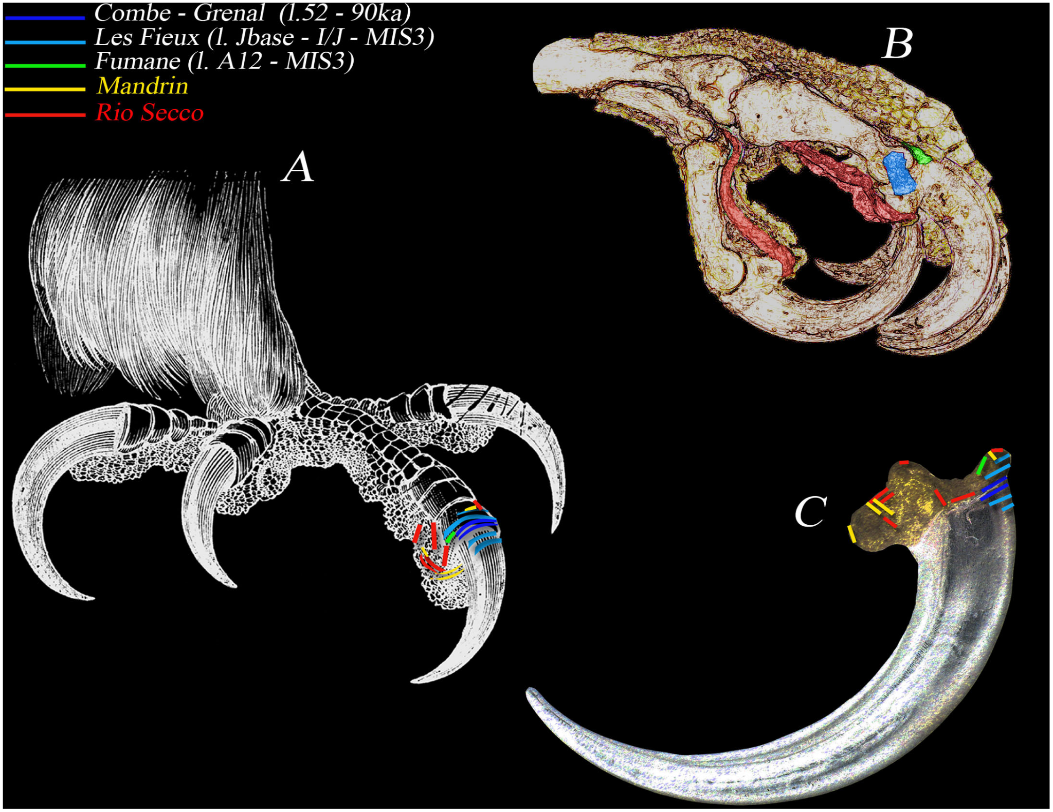 Combe - Grenal (l.52 - 90ka)
Les Fieux (l. Jbase - I/J - MIS3)
Fumane (l. A12 - MIS3)
Mandrin
Rio Secco
A
B
C